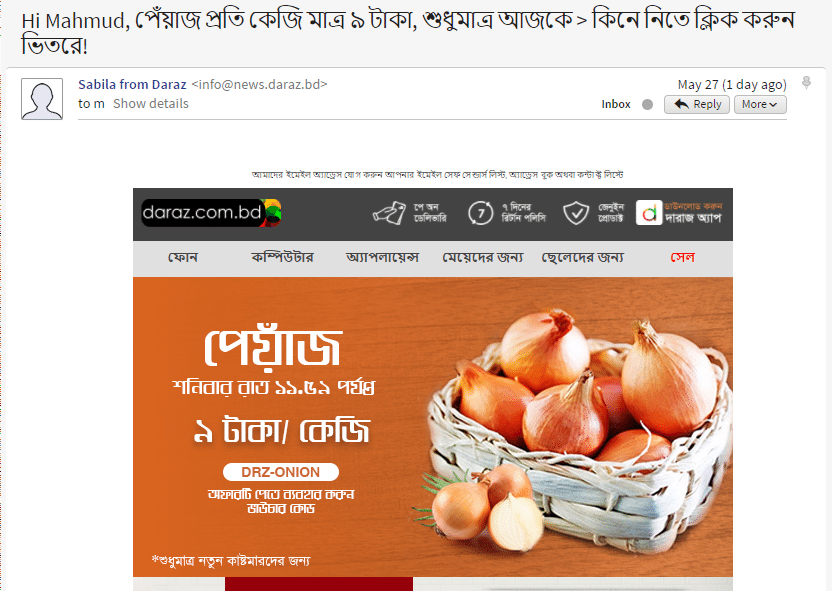 Hi Mahmud, পেঁয়াজ প্রতি কেজি মাত্র ৯ টাকা, শুধুমাত্র আজকে > কিনে নিতে ক্লিক করুন
ভিতরে!
Sabila from Daraz <info@news.daraz.bd>
May 27 (1 day ago)
to m Show details
Inbox
Reply
More
আমাদের ইমেইল অ্যাড্রেস যোগ করুন আপনার ইমেইল সেফ সেন্ডার্স লিস্ট, অ্যাড্রেস বুক অথবা কন্টাক্ট লিস্টে
daraz.com.bd
পে অন
ডেলিভারি
7
৭ দিনের
রিটার্ন পলিসি
জেনুইন
প্রোডাক্ট
d
ডাউনলোড করুন
দারাজ অ্যাপ
ফোন কম্পিউটার অ্যাপলায়েন্স মেয়েদের জন্য ছেলেদের জন্য সেল
পেয়াঁজ
শনিবার রাত ১১.৫৯ পর্যন্ত
৯ টাকা/ কেজি
DRZ-ONION
অফারটি পেতে ব্যবহার করুন
ভাউচার কোড
*শুধুমাত্র নতুন কাষ্টমারদের জন্য